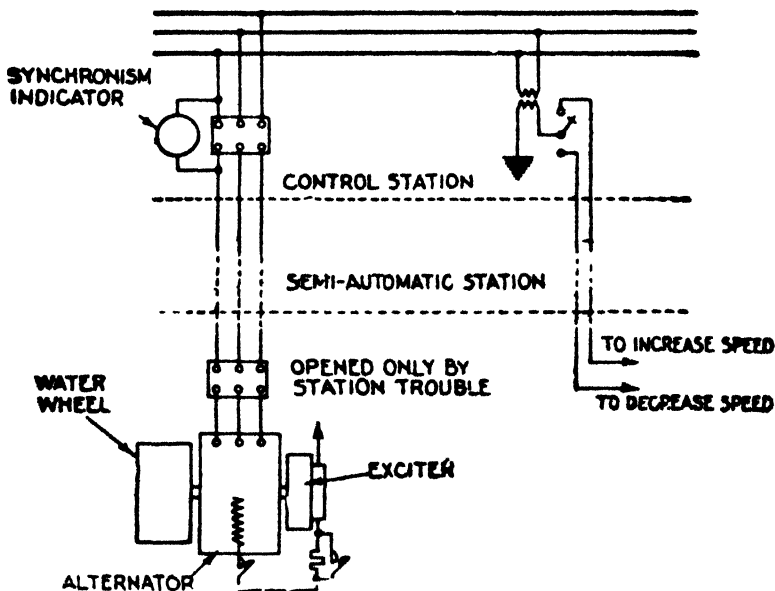 SYNCHRONISM
INDICATOR
CONTROL STATION
SEMI-AUTOMATIC STATION
TO INCREASE SPEED
OPENED ONLY BY
STATION TROUBLE
TO DECREASE SPEED
WATER
WHEEL
EXCITER
ALTERNATOR